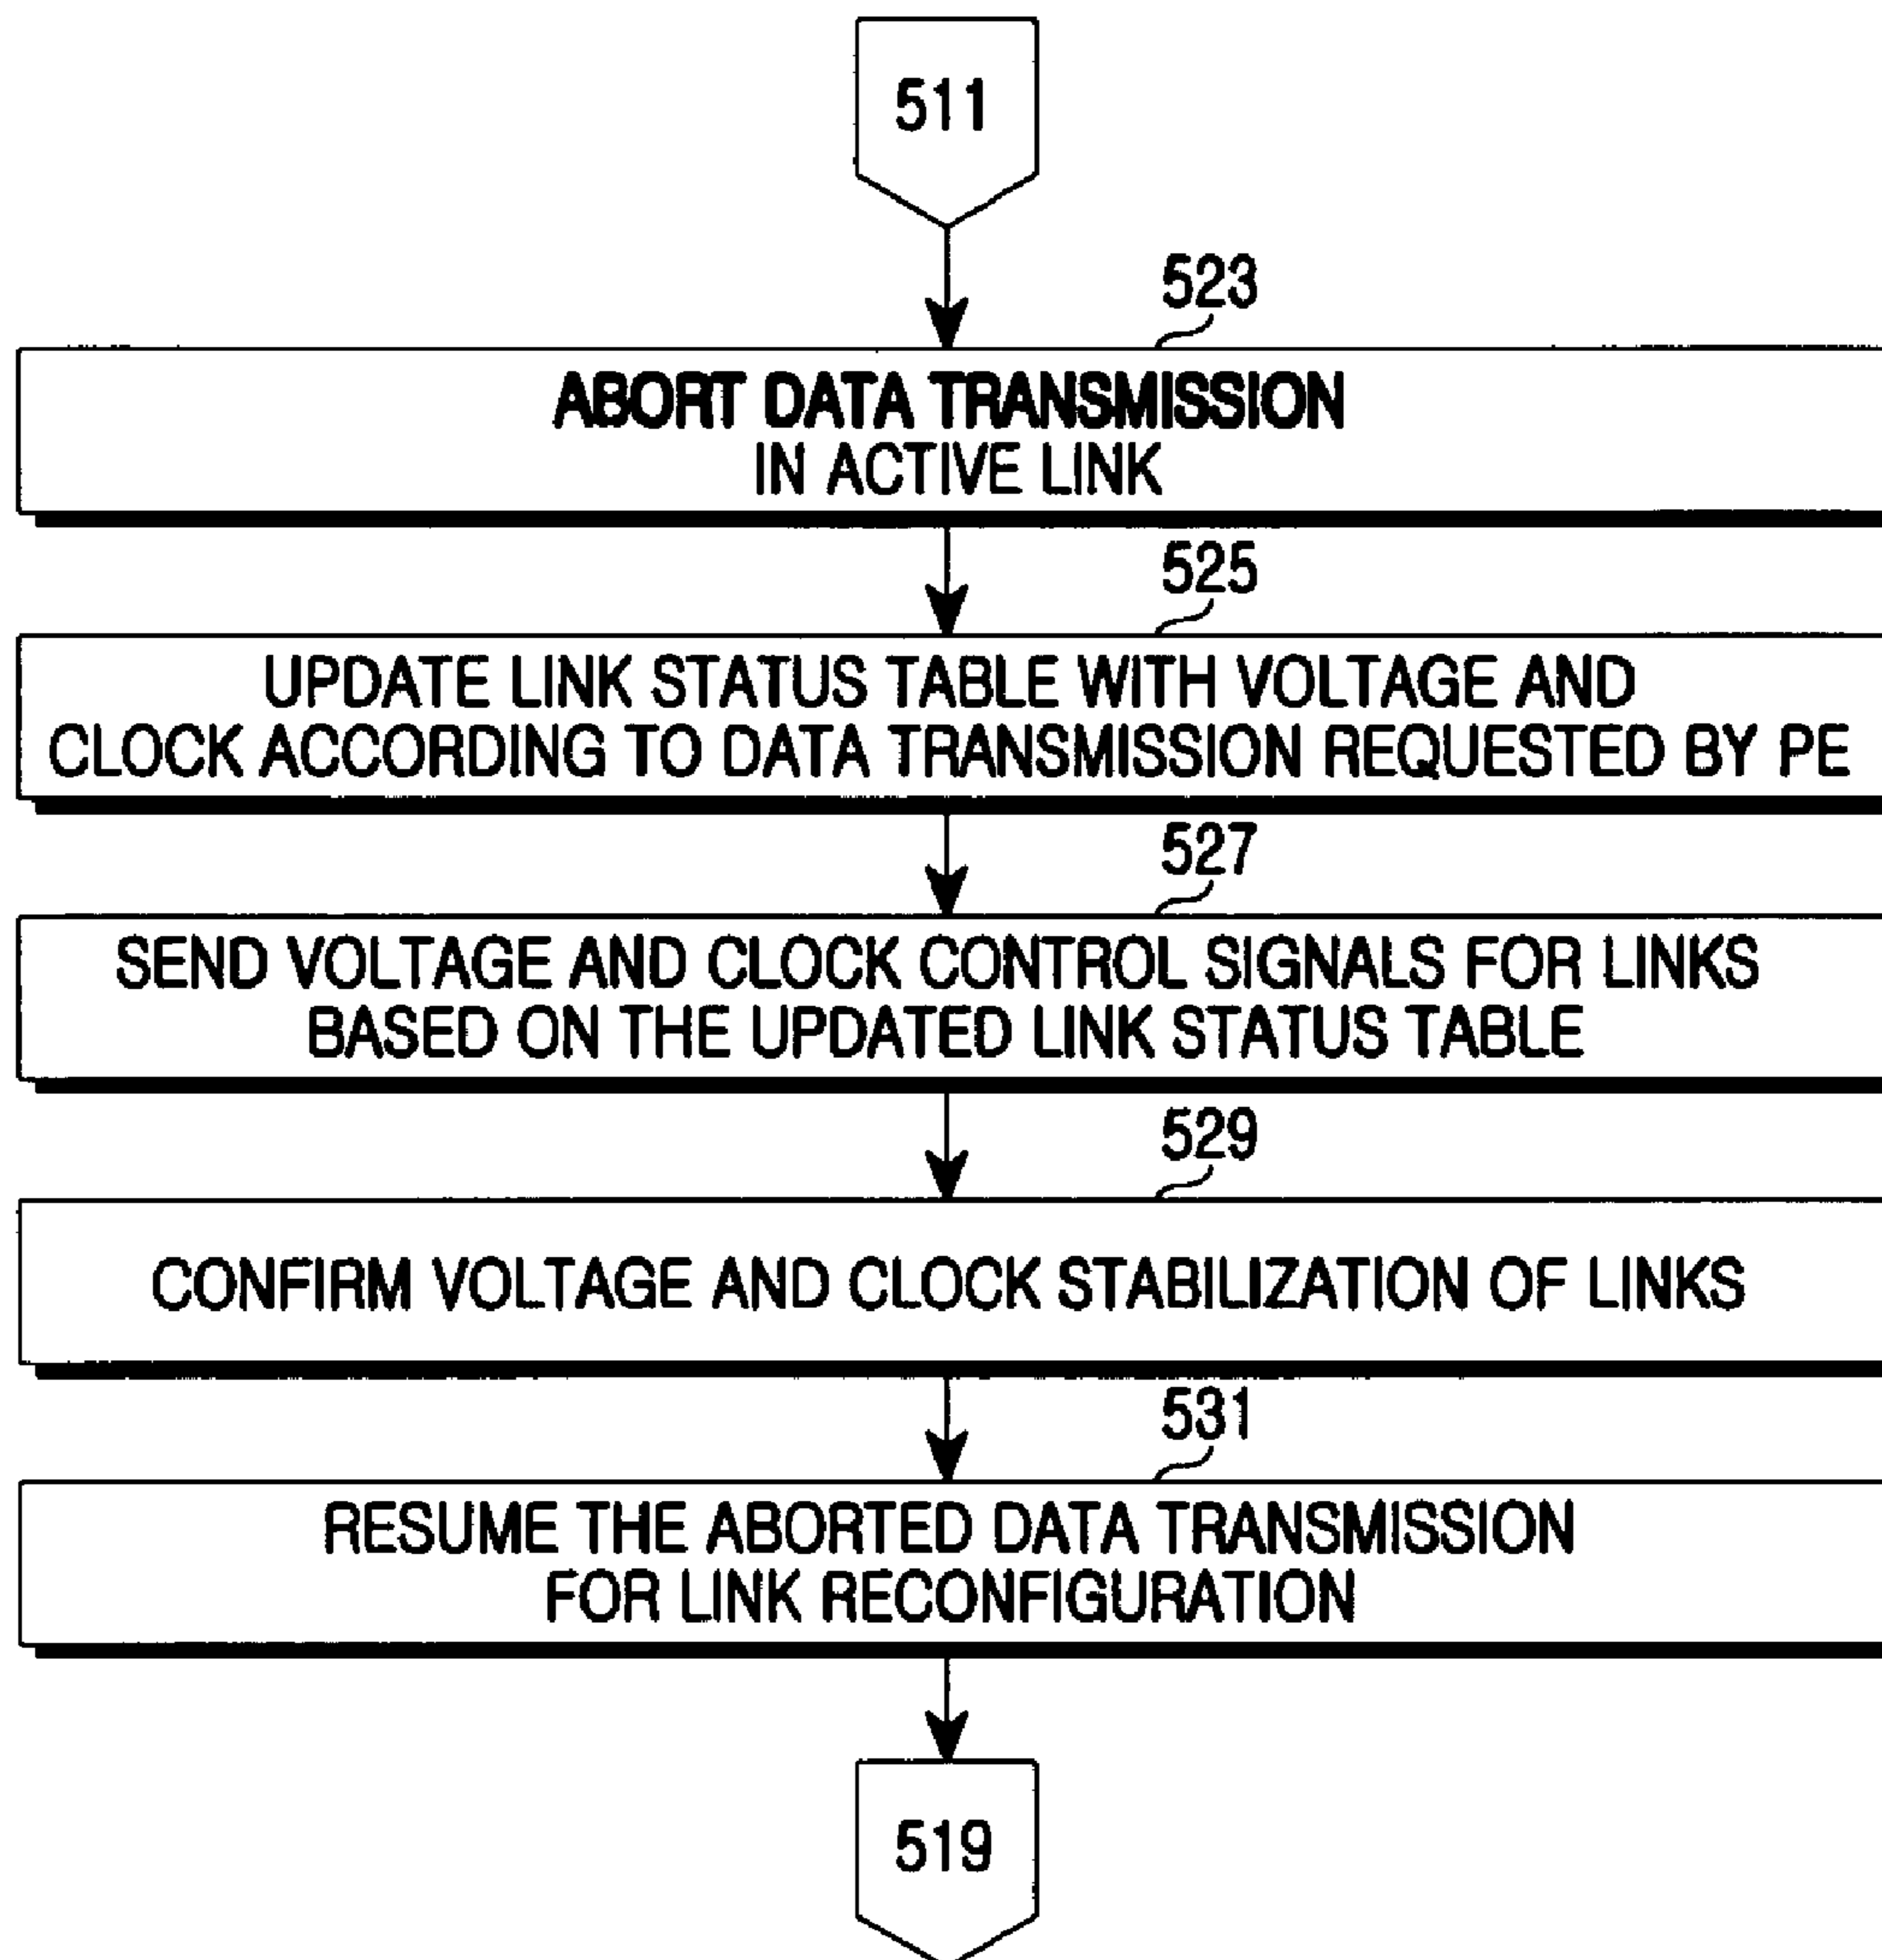 511
523
ABORT DATA TRANSMISSION
IN ACTIVE LINK
525
UPDATE LINK STATUS TABLE WITH VOLTAGE AND
CLOCK ACCORDING TO DATA TRANSMISSION REQUESTED BY PE
527
SEND VOLTAGE AND CLOCK CONTROL SIGNALS FOR LINKS
BASED ON THE UPDATED LINK STATUS TABLE
529
CONFIRM VOLTAGE AND CLOCK STABILIZATION OF LINKS
531
RESUME THE ABORTED DATA TRANSMISSION
FOR LINK RECONFIGURATION
519